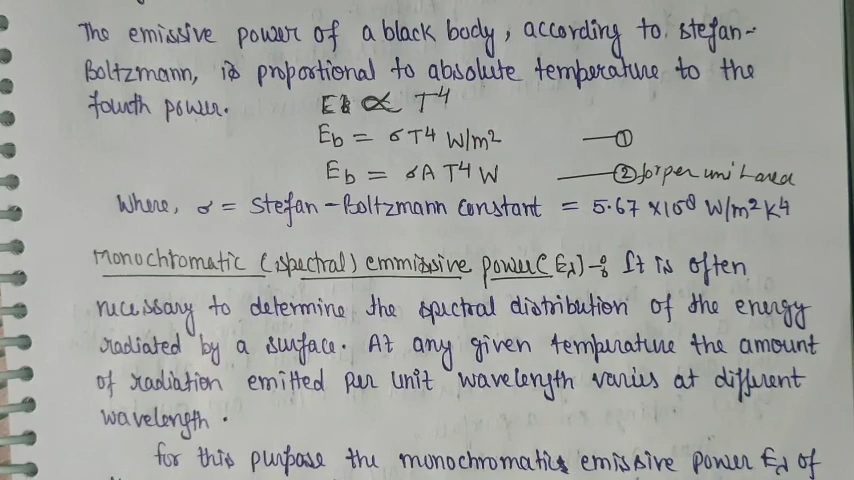 The emissive power of a black body, according to stefan-
Boltzmann, is proportional to absolute temperature to the
fourth power. Eb ∝ T4
Eb = σT4 W/m2 —①
Eb = σA T4 W —② for per unit area
Where, σ = Stefan-Boltzmann constant = 5.67 ×108 W/m2K4
Monochromatic (spectral) emmissive power(Eλ) -: It is often
necessary to determine the spectral distribution of the energy
radiated by a surface. At any given temperature the amount
of radiation emitted per unit wavelength varies at different
wavelength.
for this purpose the monochromatic emissive power Eλ of